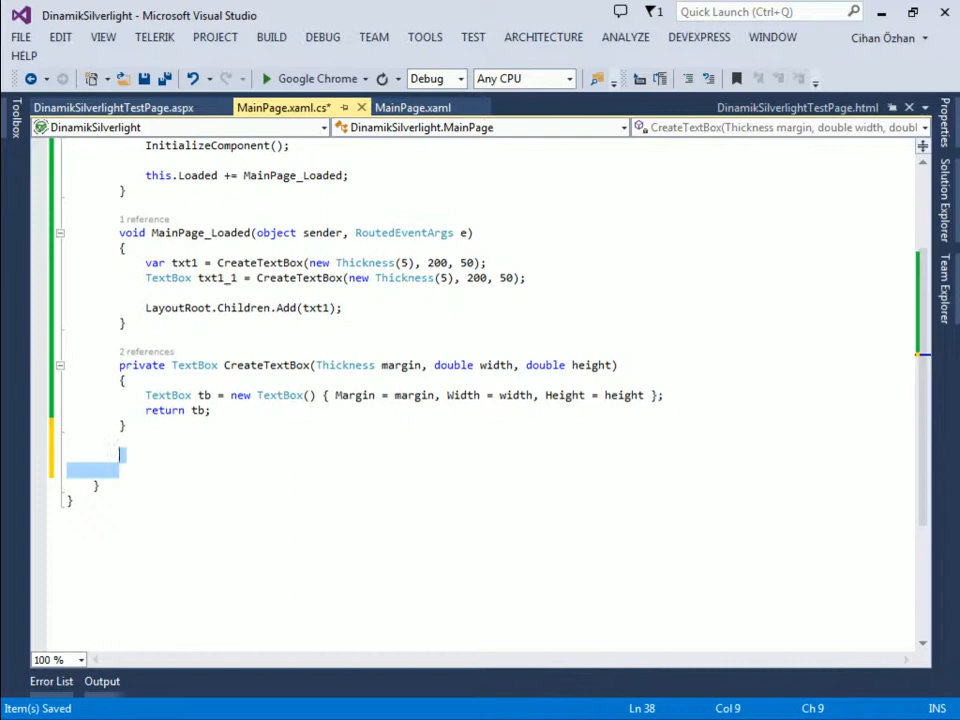 DinamikSilverlight - Microsoft Visual Studio
1
Quick Launch (Ctrl+Q)
FILE EDIT VIEW TELERIK PROJECT BUILD DEBUG TEAM TOOLS TEST ARCHITECTURE ANALYZE DEVEXPRESS WINDOW
Cihan Özhan
HELP
Google Chrome Debug Any CPU
DinamikSilverlightTestPage.aspx MainPage.xaml.cs* MainPage.xaml DinamikSilverlightTestPage.html
DinamikSilverlight DinamikSilverlight.MainPage CreateTextBox(Thickness margin, double width, doubl
Toolbox
Properties
Solution Explorer
Team Explorer
InitializeComponent();
this.Loaded += MainPage_Loaded;
}
1 reference
void MainPage_Loaded(object sender, RoutedEventArgs e)
{
var txt1 = CreateTextBox(new Thickness(5), 200, 50);
TextBox txt1_1 = CreateTextBox(new Thickness(5), 200, 50);
LayoutRoot.Children.Add(txt1);
}
2 references
private TextBox CreateTextBox(Thickness margin, double width, double height)
{
TextBox tb = new TextBox() { Margin = margin, Width = width, Height = height };
return tb;
}
}
}
100 %
Error List Output
Item(s) Saved Ln 38 Col 9 Ch 9 INS